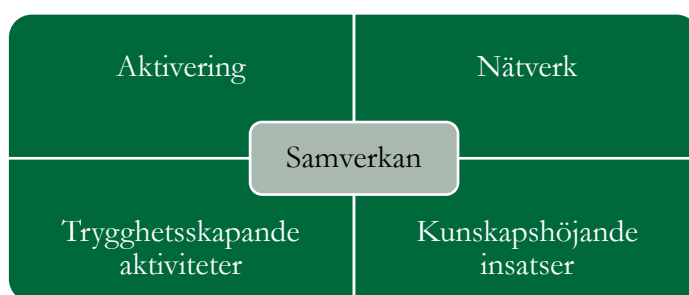 Aktivering
Nätverk
Samverkan
Trygghetsskapande
aktiviteter
Kunskapshöjande
insatser